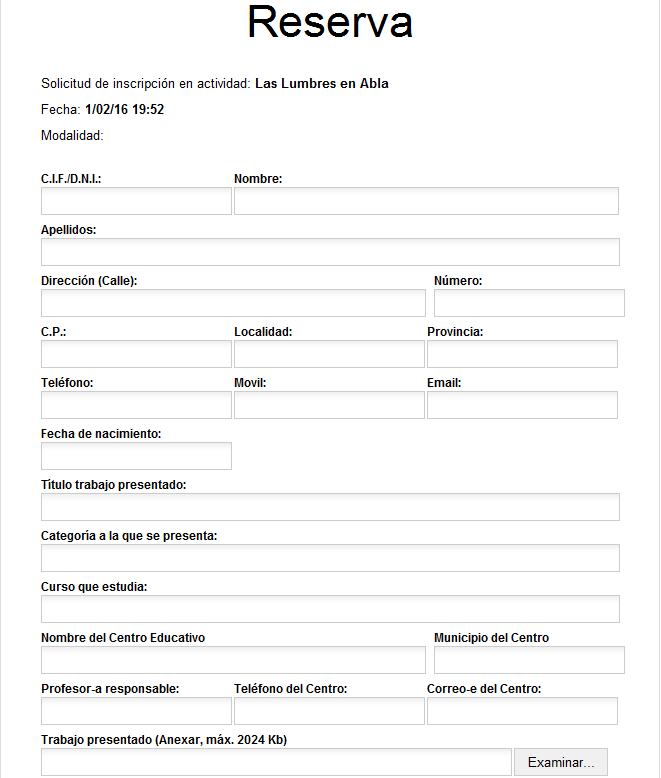 Reserva
Solicitud de inscripción en actividad: Las Lumbres en Abla
Fecha: 1/02/16 19:52
Modalidad:
C.I.F./D.N.I.: Nombre:
Apellidos:
Dirección (Calle): Número:
C.P.: Localidad: Provincia:
Teléfono: Movil: Email:
Fecha de nacimiento:
Título trabajo presentado:
Categoría a la que se presenta:
Curso que estudia:
Nombre del Centro Educativo Municipio del Centro
Profesor-a responsable: Teléfono del Centro: Correo-e del Centro:
Trabajo presentado (Anexar, máx. 2024 Kb)
Examinar...